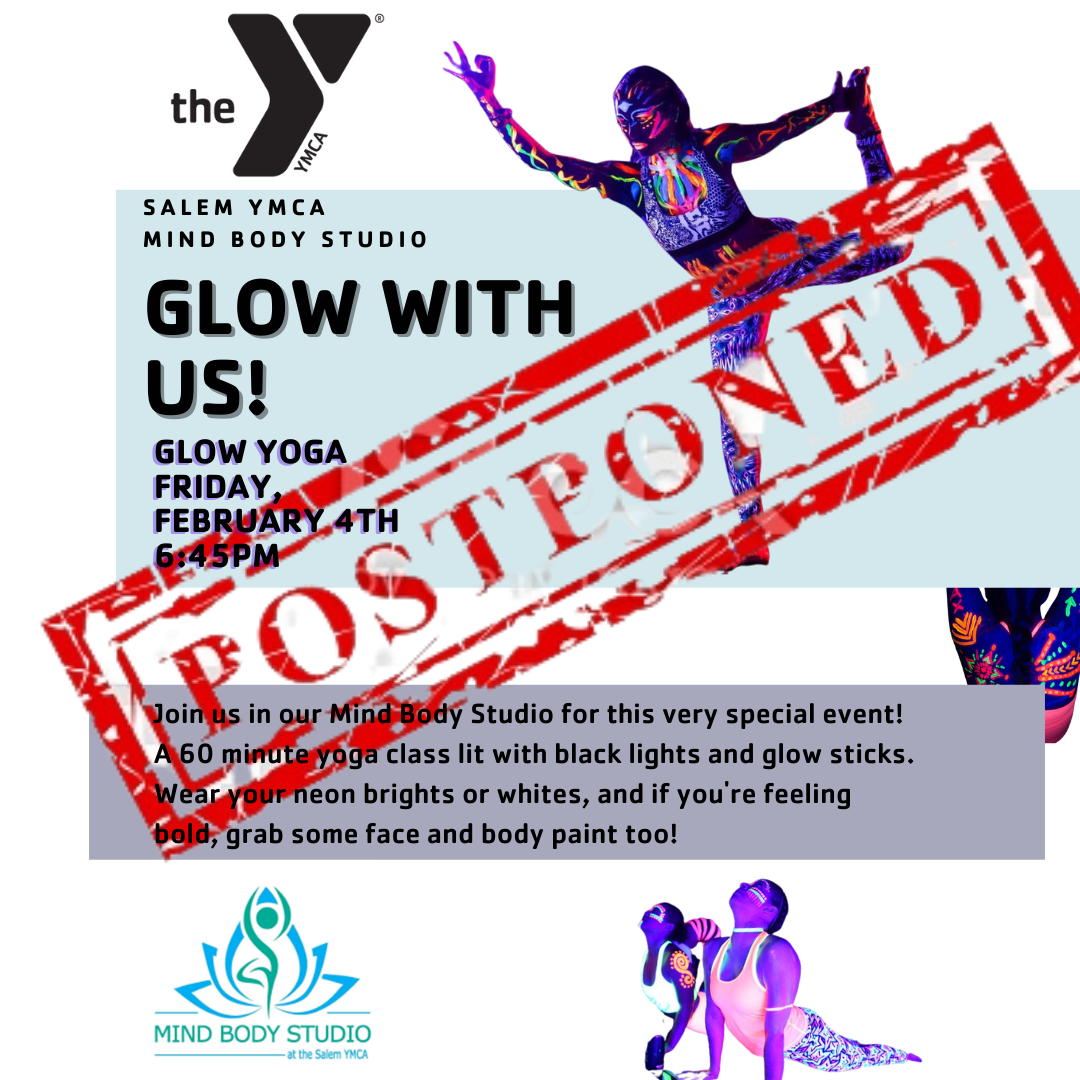 the
YMCA
®
SALEM YMCA
MIND BODY STUDIO
GLOW WITH
US!
GLOW YOGA
FRIDAY,
FEBRUARY 4TH
6:45PM
POSTPONED
Join us in our Mind Body Studio for this very special event!
A 60 minute yoga class lit with black lights and glow sticks.
Wear your neon brights or whites, and if you're feeling
bold, grab some face and body paint too!
MIND BODY STUDIO
at the Salem YMCA